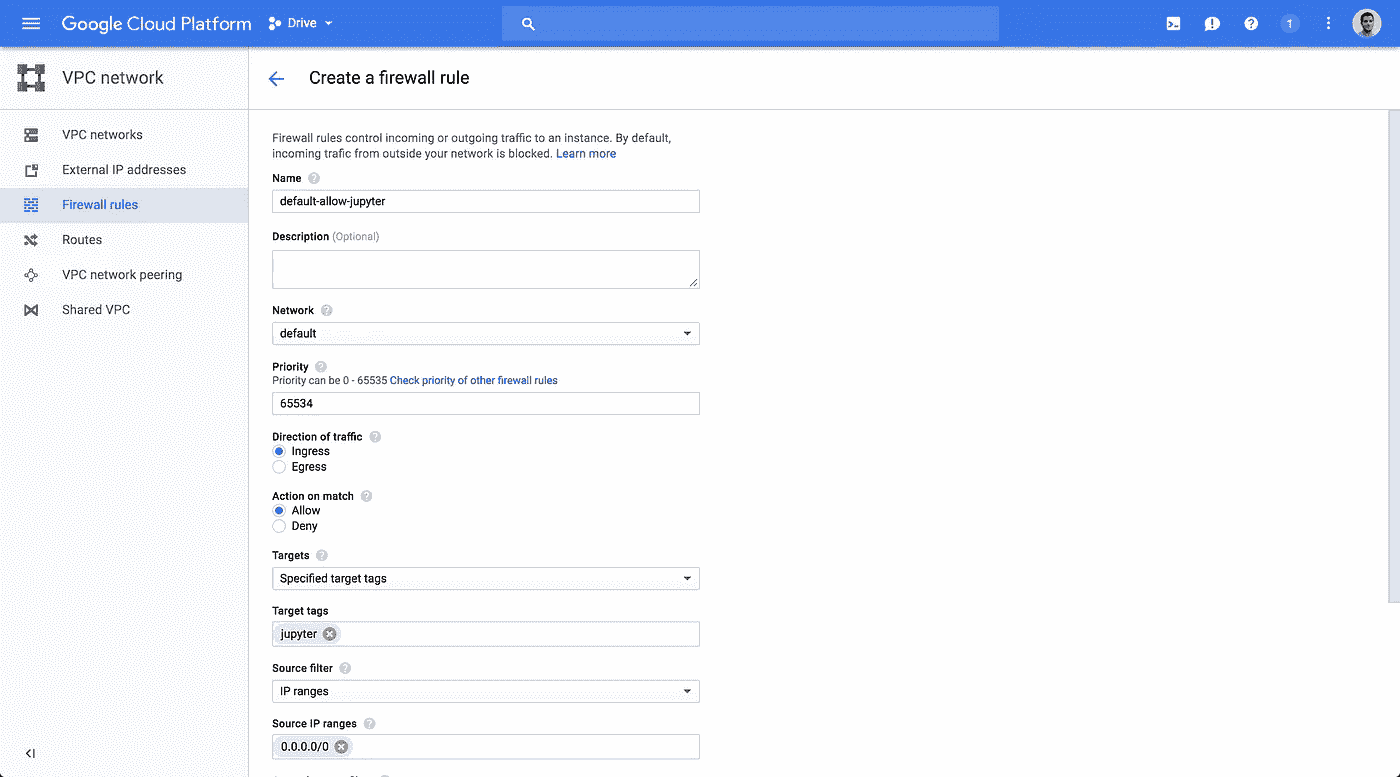 Google Cloud Platform
Drive
1
VPC network
Create a firewall rule
VPC networks
External IP addresses
Firewall rules
Routes
VPC network peering
Shared VPC
Firewall rules control incoming or outgoing traffic to an instance. By default,
incoming trafic from outside your network is blocked. Learn more
Name
default-allow-jupyter
Description (Optional)
Network
default
Priority
Priority can be 0 - 65535 Check priority of other firewall rules
65534
Direction of traffic
Ingress
Egress
Action on match
Allow
Deny
Targets
Specified target tags
Target tags
jupyter
Source filter
IP ranges
Source IP ranges
0.0.0.0/0